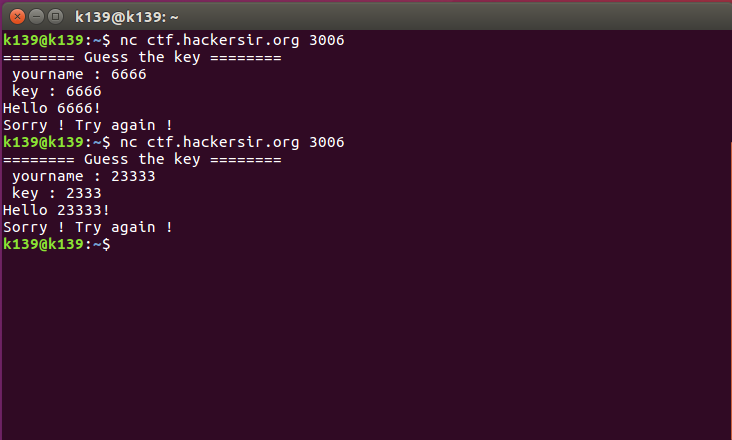 k139@k139: ~
k139@k139:~$ nc ctf.hackersir.org 3006
======== Guess the key ========
yourname : 6666
key : 6666
Hello 6666!
Sorry ! Try again !
k139@k139:~$ nc ctf.hackersir.org 3006
======== Guess the key ========
yourname : 23333
key : 2333
Hello 23333!
Sorry ! Try again !
k139@k139:~$